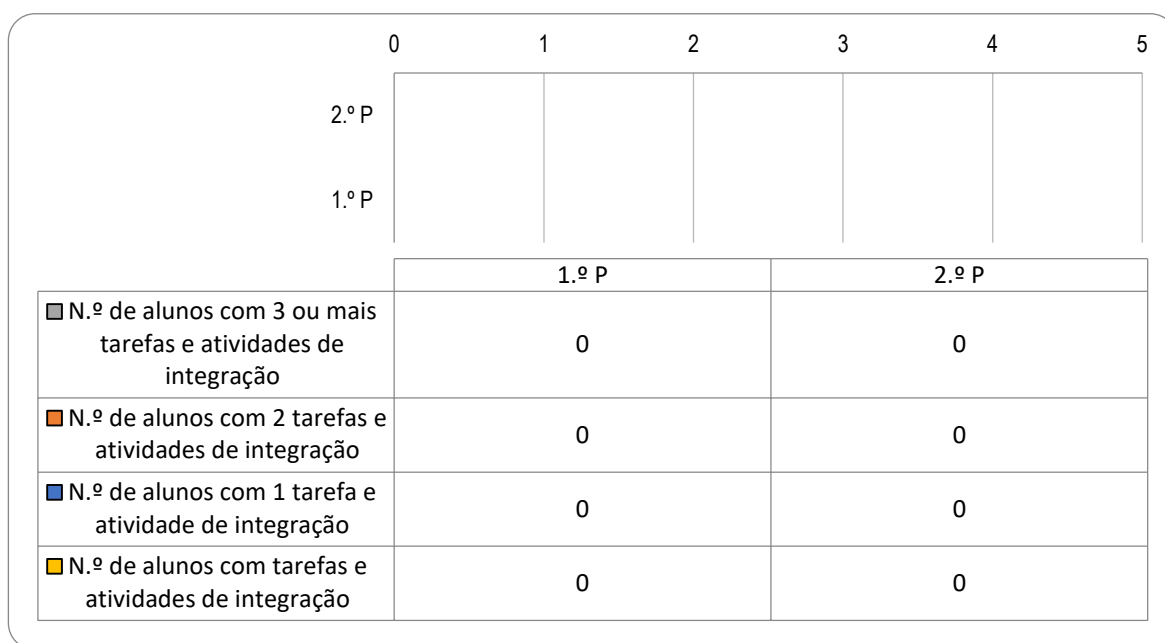 0 1 2 3 4 5
2.º P
1.º P
1.º P 2.º P
N.º de alunos com 3 ou mais
tarefas e atividades de
integração
0 0
N.º de alunos com 2 tarefas e
atividades de integração
0 0
N.º de alunos com 1 tarefa e
atividade de integração
0 0
N.º de alunos com tarefas e
atividades de integração
0 0